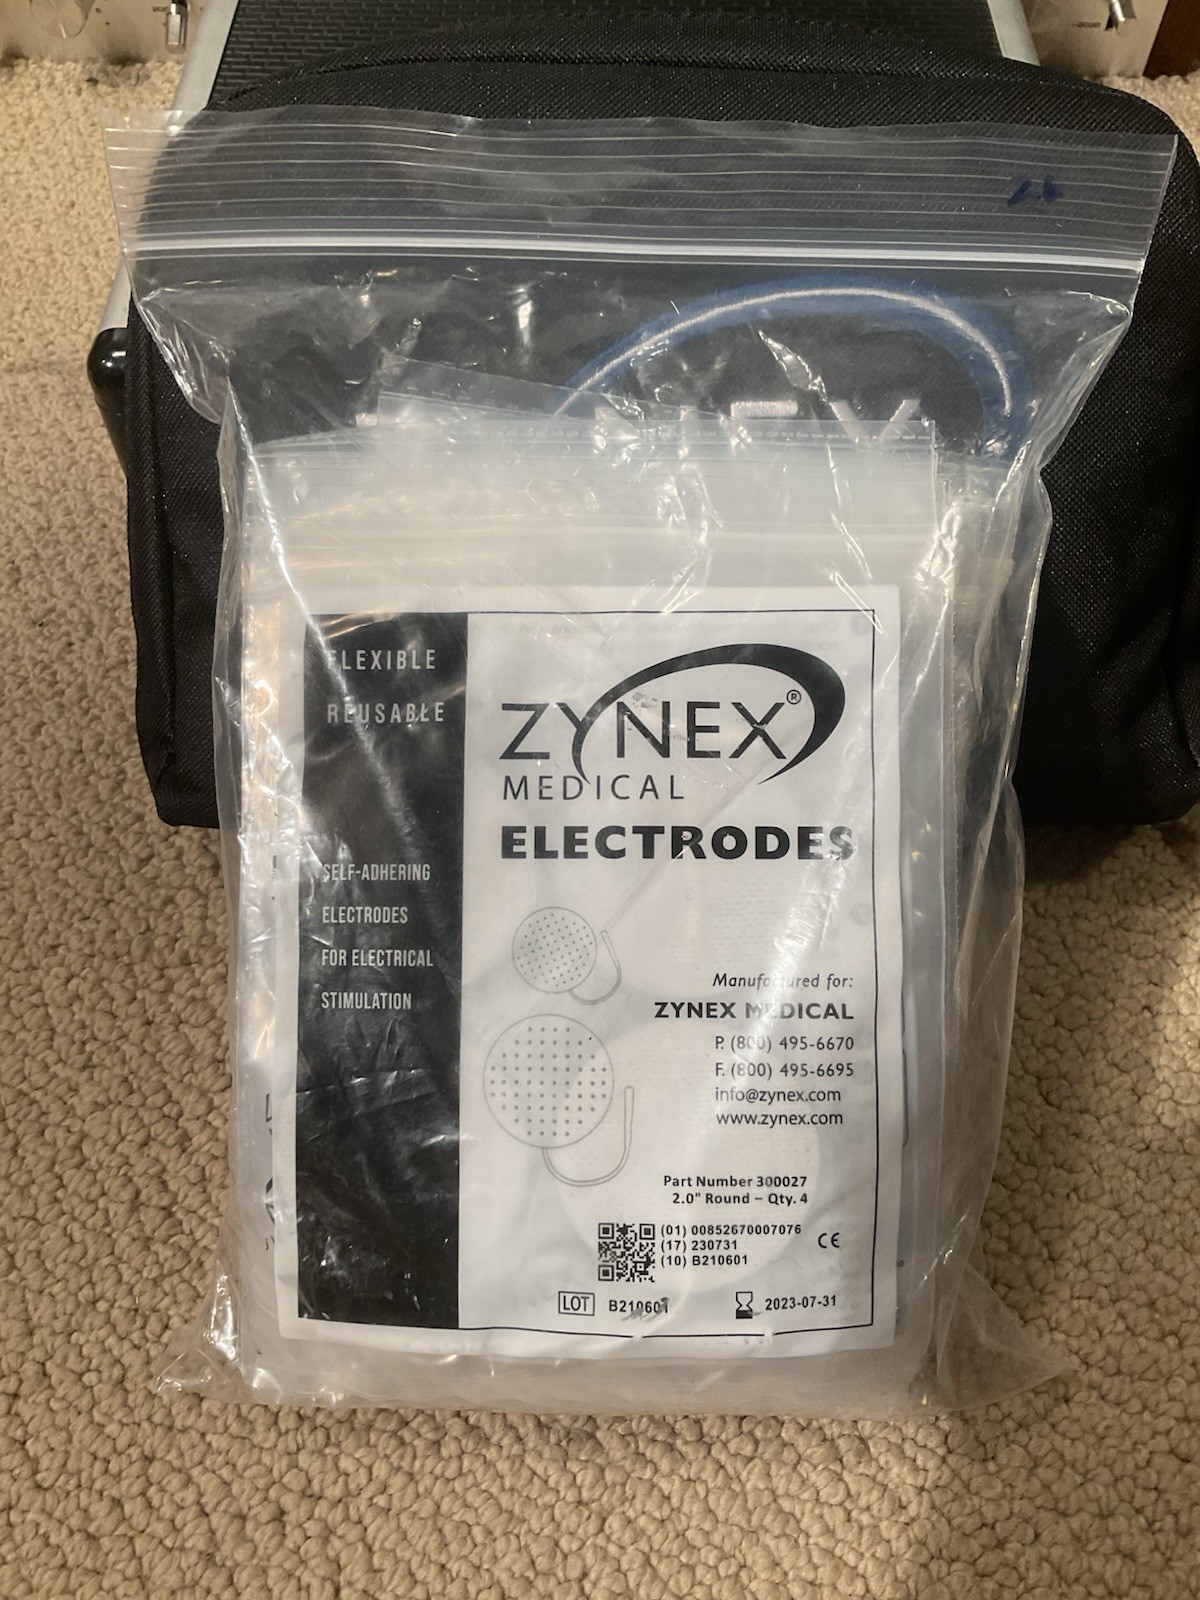 FLEXIBLE
REUSABLE
SELF-ADHERING
ELECTRODES
FOR ELECTRICAL
STIMULATION
ZYNEX®
MEDICAL
ELECTRODES
Manufactured for:
ZYNEX MEDICAL
P. (800) 495-6670
F. (800) 495-6695
info@zynex.com
www.zynex.com
Part Number 300027
2.0" Round – Qty. 4
(01) 00852670007076
(17) 230731
(10) B210601
CE
LOT B210601
2023-07-31